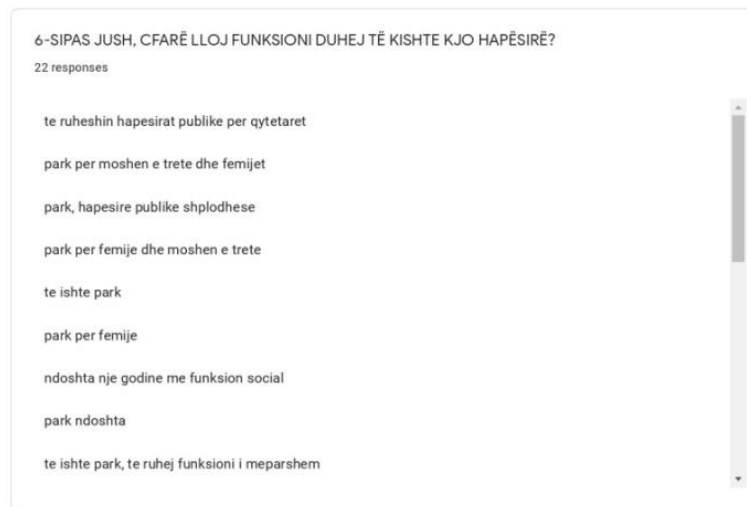 6-SIPAS JUSH, CFARË LLOJ FUNKSIONI DUHEJ TË KISHTE KJO HAPËSIRË?
22 responses
te ruheshin hapesirat publike per qytetaret
park per moshen e trete dhe femijet
park, hapesire publike shplodhese
park per femije dhe moshen e trete
te ishte park
park per femije
ndoshta nje godine me funksion social
park ndoshta
te ishte park, te ruhej funksioni i meparshem